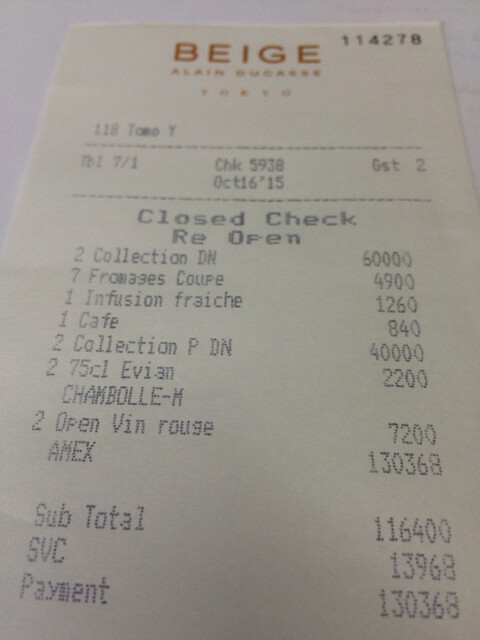 BEIGE 114278
ALAIN DUCASSE
TOKYO
118 Tomo Y
Tbl 7/1 Chk 5938 Gst 2
Oct16'15
Closed Check
Re Open
2 Collection DN 60000
7 Fromages Coupe 4900
1 Infusion fraiche 1260
1 Cafe 840
2 Collection P DN 40000
2 75cl Evian 2200
CHAMBOLLE-M
2 Open Vin rouge 7200
AMEX 130368
Sub Total 116400
SVC 13968
Payment 130368